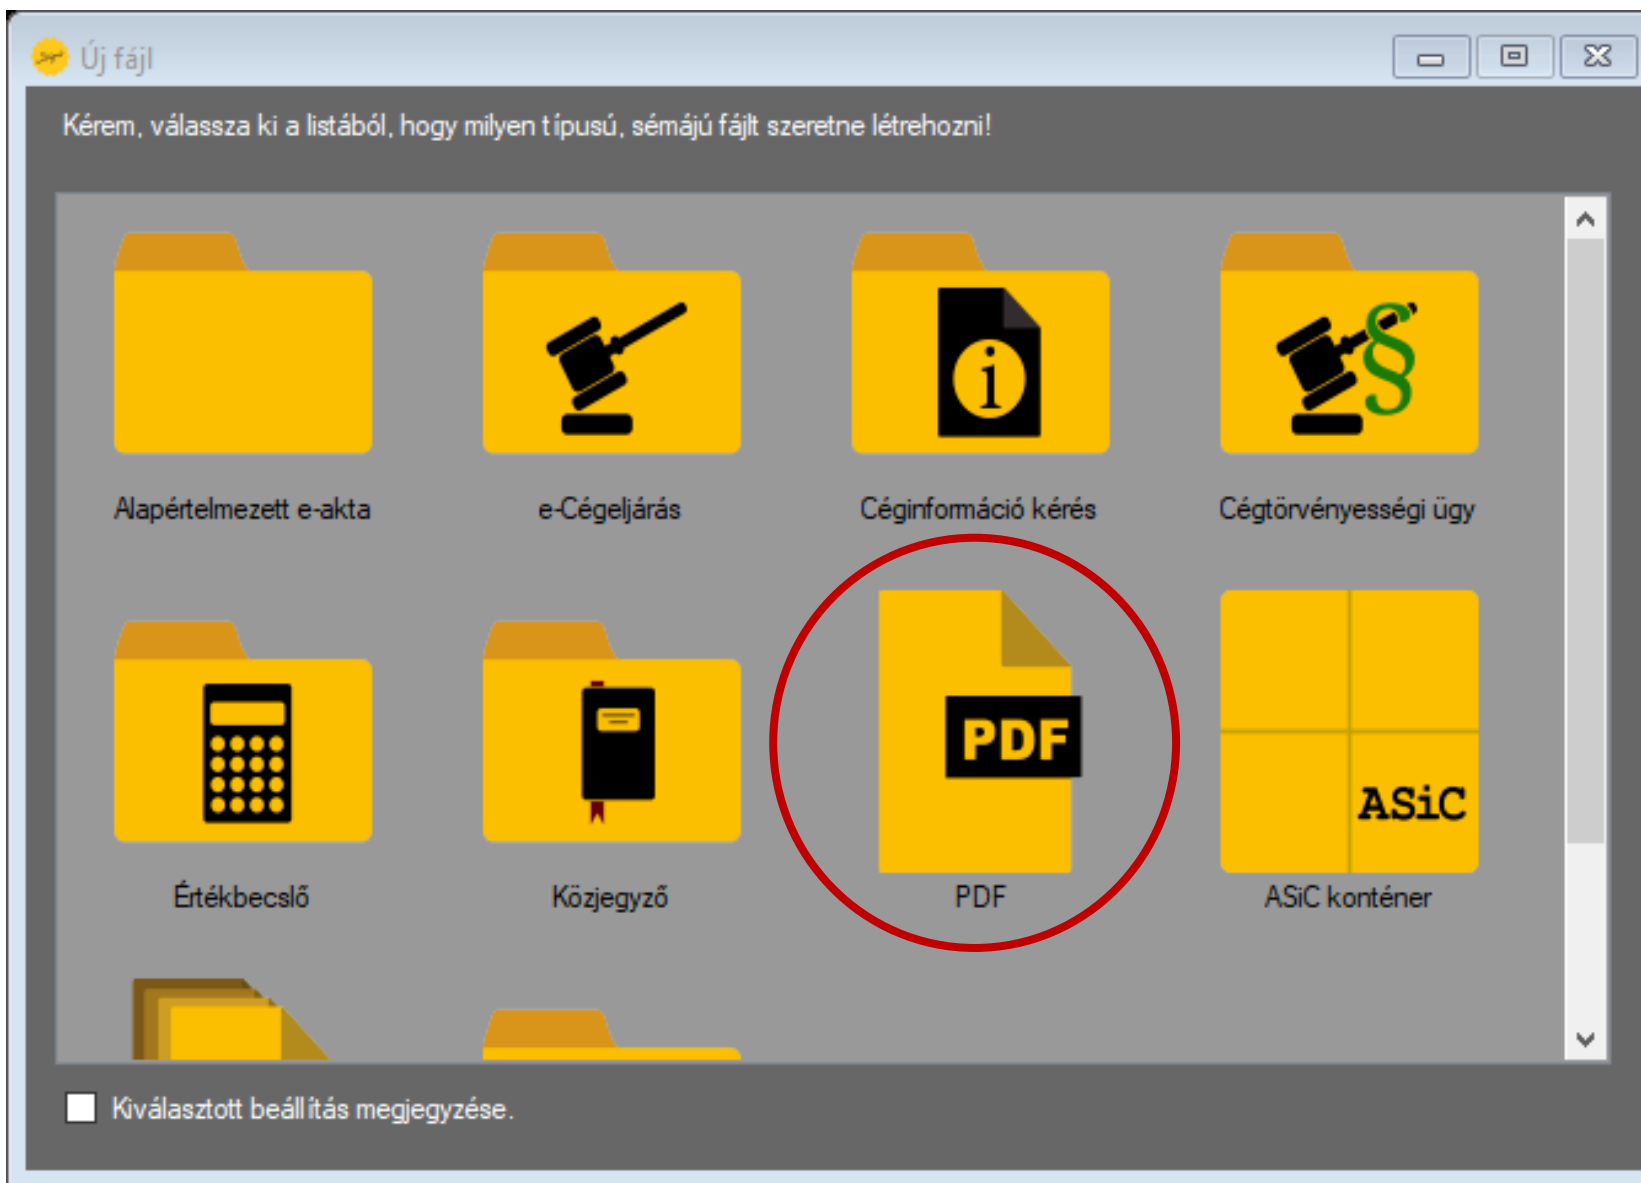 Új fájl
Kérem, válassza ki a listából, hogy milyen típusú, sémájú fájlt szeretne létrehozni!
i
§
Alapértelmezett e-akta
e-Cégeljárás
Céginformáció kérés
Cégtörvényességi ügy
PDF
ASiC
Értékbecslő
Közjegyző
PDF
ASiC konténer
Kiválasztott beállítás megjegyzése.